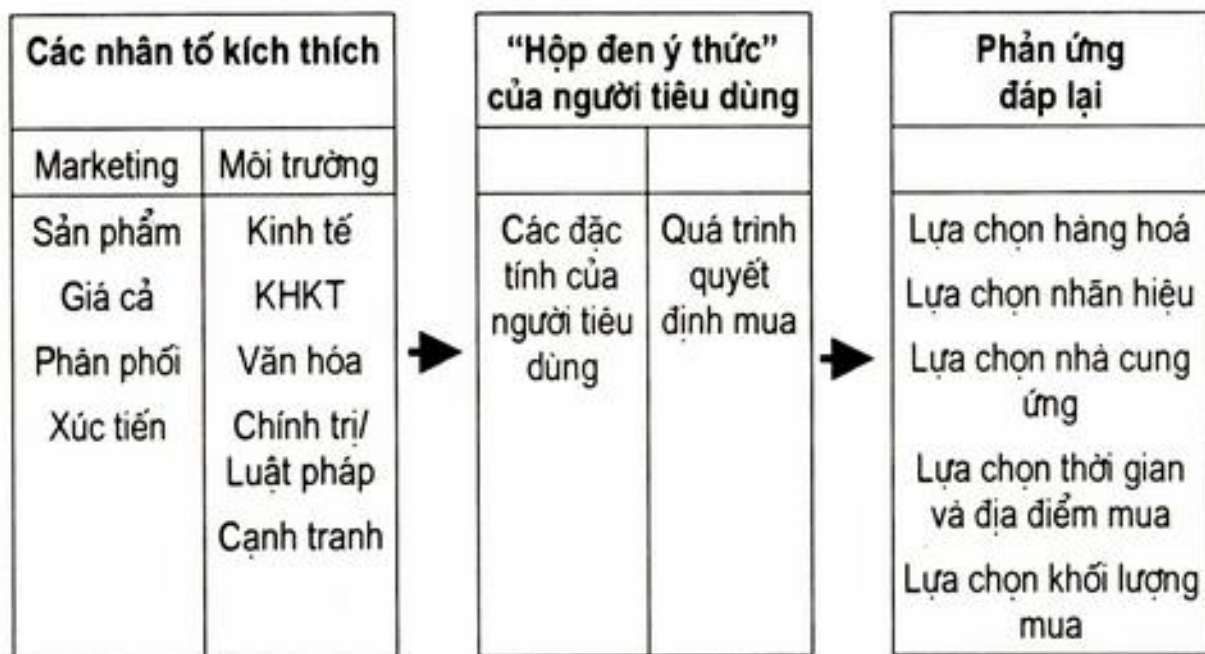 Các nhân tố kích thích
Marketing
Môi trường
Sản phẩm
Giá cả
Phân phối
Xúc tiến
Kinh tế
KHKT
Văn hóa
Chính trị/
Luật pháp
Cạnh tranh
“Hộp đen ý thức”
của người tiêu dùng
Các đặc
tính của
người tiêu
dùng
Quá trình
quyết
định mua
Phản ứng
đáp lại
Lựa chọn hàng hoá
Lựa chọn nhãn hiệu
Lựa chọn nhà cung
ứng
Lựa chọn thời gian
và địa điểm mua
Lựa chọn khối lượng
mua